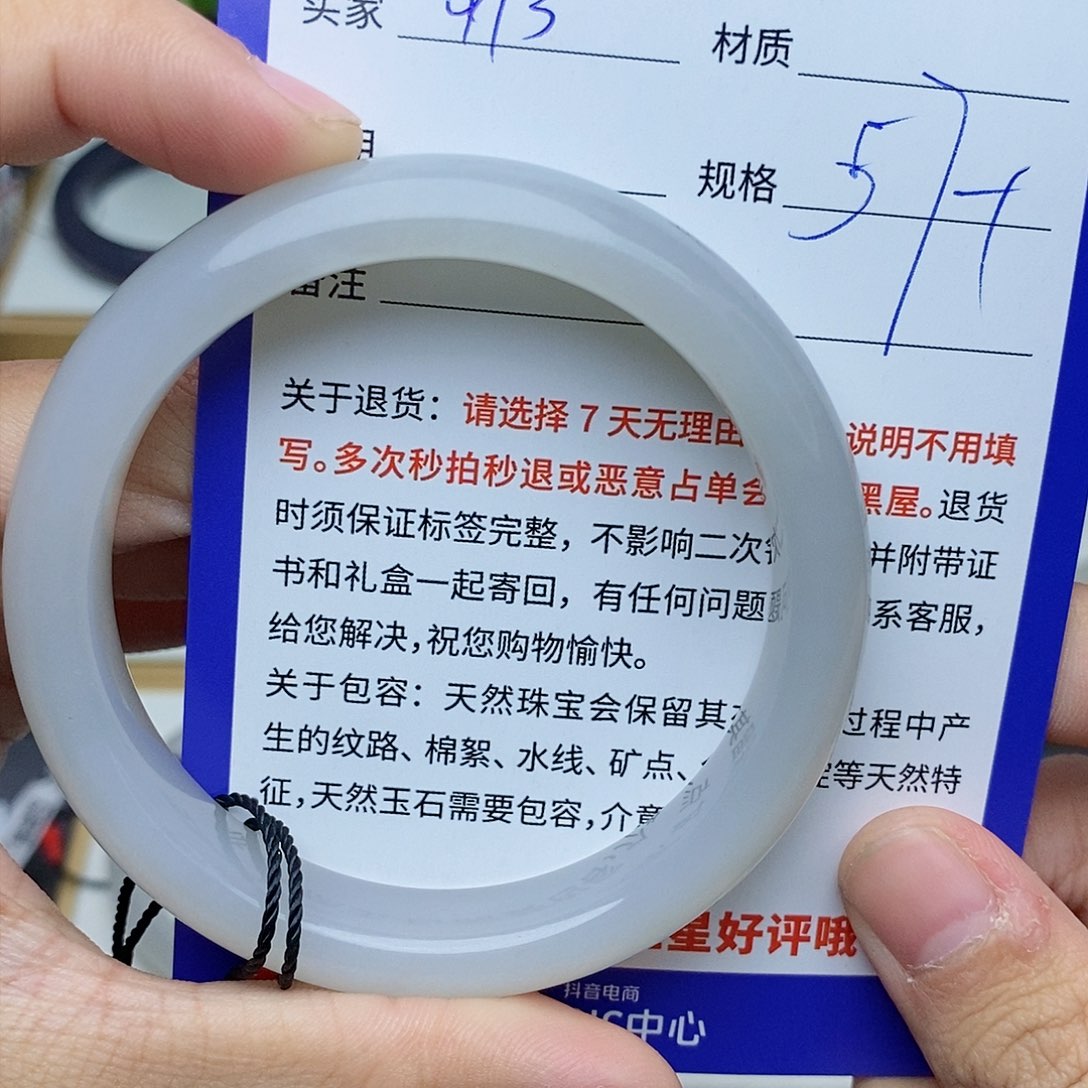 买家 材质
规格 57
备注
关于退货：请选择7天无理由 说明不用填
写。多次秒拍秒退或恶意占单会 黑屋。退货
时须保证标签完整，不影响二次 并附带证
书和礼盒一起寄回，有任何问题 系客服，
给您解决，祝您购物愉快。
关于包容：天然珠宝会保留其 过程中产
生的纹路、棉絮、水线、矿点、 等天然特
征，天然玉石需要包容，介意
星好评哦
抖音电商
中心